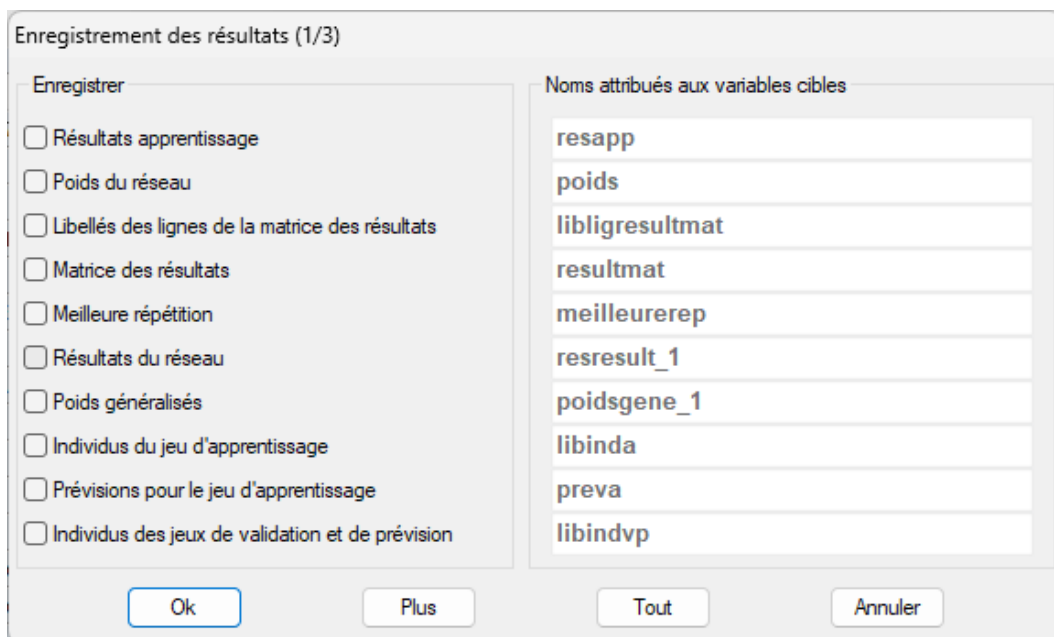 Enregistrement des résultats (1/3)
Enregistrer
Noms attribués aux variables cibles
Résultats apprentissage
resapp
Poids du réseau
poids
Libellés des lignes de la matrice des résultats
libligresultmat
Matrice des résultats
resultmat
Meilleure répétition
meilleurerep
Résultats du réseau
resresult_1
Poids généralisés
poidsgene_1
Individus du jeu d'apprentissage
libinda
Prévisions pour le jeu d'apprentissage
preva
Individus des jeux de validation et de prévision
libindvp
Ok
Plus
Tout
Annuler